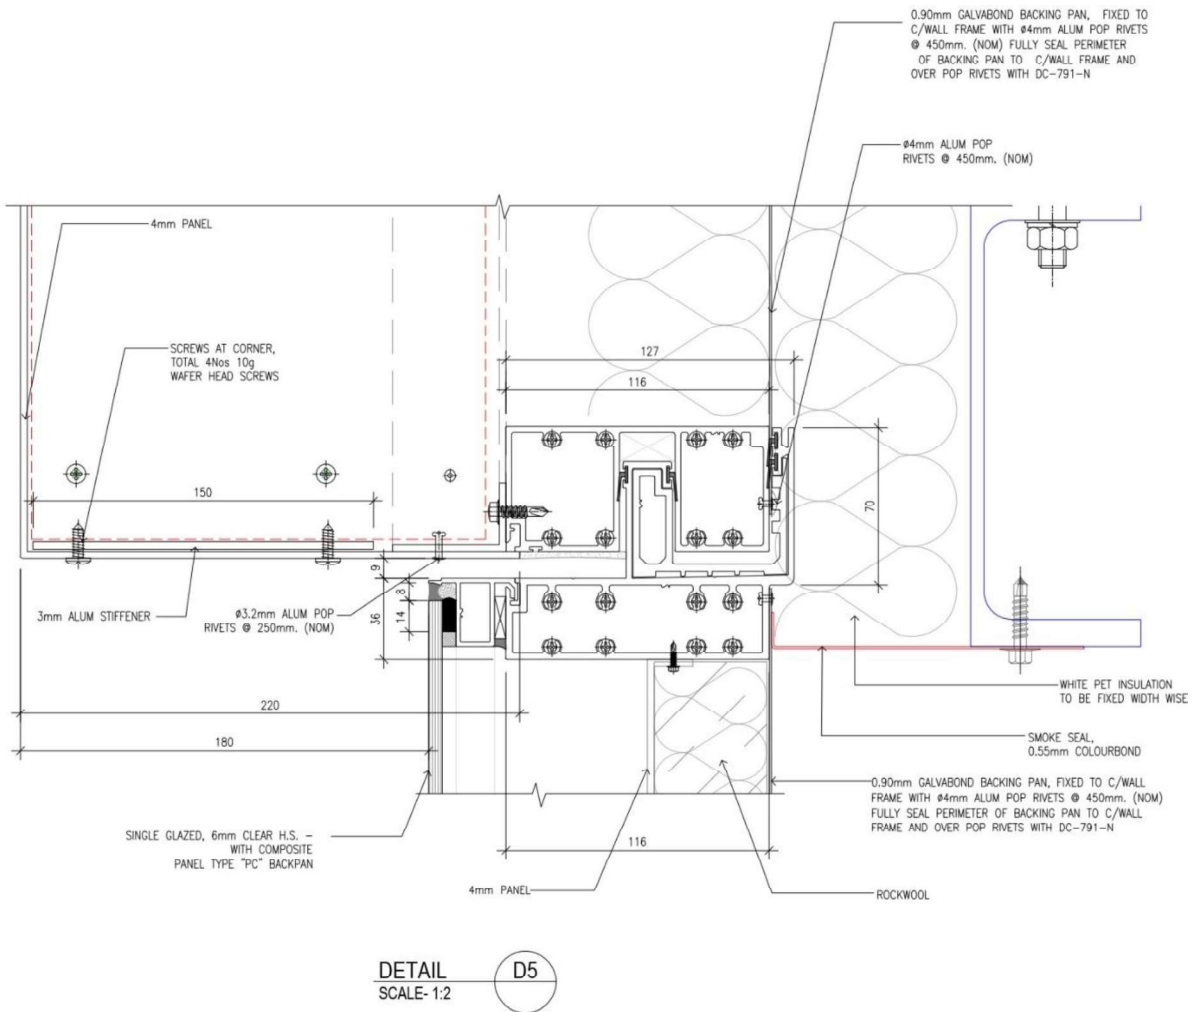 0.90mm GALVABOND BACKING PAN, FIXED TO
C/WALL FRAME WITH ø4mm ALUM POP RIVETS
@ 450mm. (NOM) FULLY SEAL PERIMETER
OF BACKING PAN TO C/WALL FRAME AND
OVER POP RIVETS WITH DC-791-N
ø4mm ALUM POP
RIVETS @ 450mm. (NOM)
4mm PANEL
SCREWS AT CORNER,
TOTAL 4Nos 10g
WAFER HEAD SCREWS
127
116
150
70
9
8
14
36
3mm ALUM STIFFENER
ø3.2mm ALUM POP
RIVETS @ 250mm. (NOM)
220
180
WHITE PET INSULATION
TO BE FIXED WIDTH WISE
SMOKE SEAL,
0.55mm COLOURBOND
0.90mm GALVABOND BACKING PAN, FIXED TO C/WALL
FRAME WITH ø4mm ALUM POP RIVETS @ 450mm. (NOM)
FULLY SEAL PERIMETER OF BACKING PAN TO C/WALL
FRAME AND OVER POP RIVETS WITH DC-791-N
SINGLE GLAZED, 6mm CLEAR H.S. -
WITH COMPOSITE
PANEL TYPE "PC" BACKPAN
116
4mm PANEL
ROCKWOOL
DETAIL D5
SCALE- 1:2